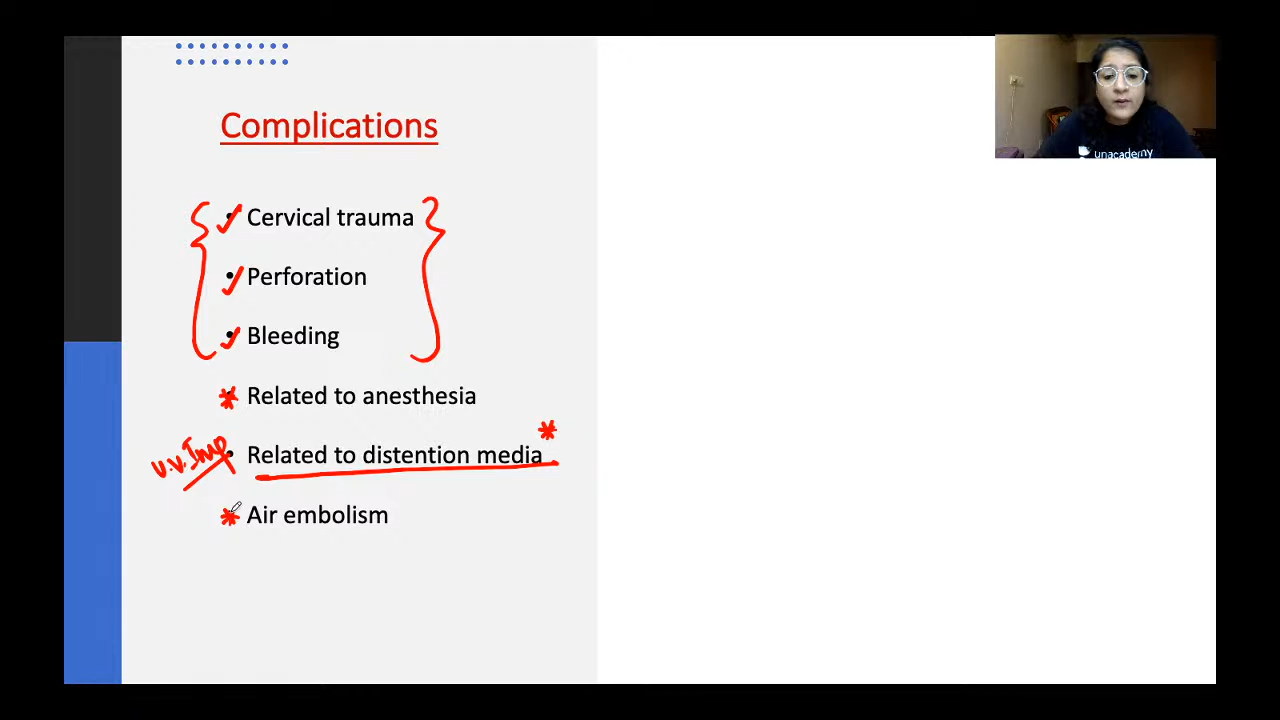 Complications
Cervical trauma
Perforation
Bleeding
Related to anesthesia
v.v.Imp
Related to distention media
Air embolism
unacademy